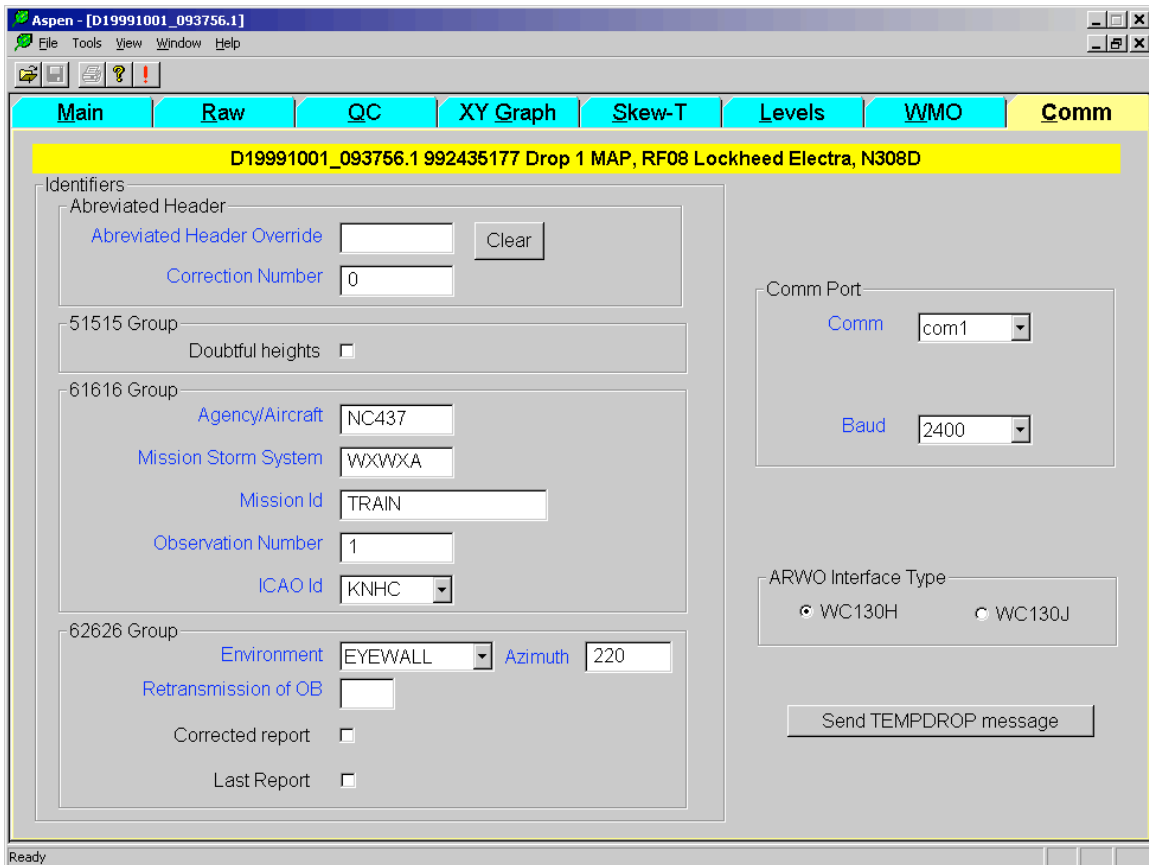 Aspen - [D19991001_093756.1]
File Tools View Window Help
Main Raw QC XY Graph Skew-T Levels WMO Comm
D19991001_093756.1 992435177 Drop 1 MAP, RF08 Lockheed Electra, N308D
Identifiers
Abreviated Header
Abreviated Header Override Clear
Correction Number 0
51515 Group
Doubtful heights
61616 Group
Agency/Aircraft NC437
Mission Storm System WXWXA
Mission Id TRAIN
Observation Number 1
ICAO Id KNHC
62626 Group
Environment EYEWALL Azimuth 220
Retransmission of OB
Corrected report
Last Report
Comm Port
Comm com1
Baud 2400
ARWO Interface Type
WC130H WC130J
Send TEMPDROP message
Ready